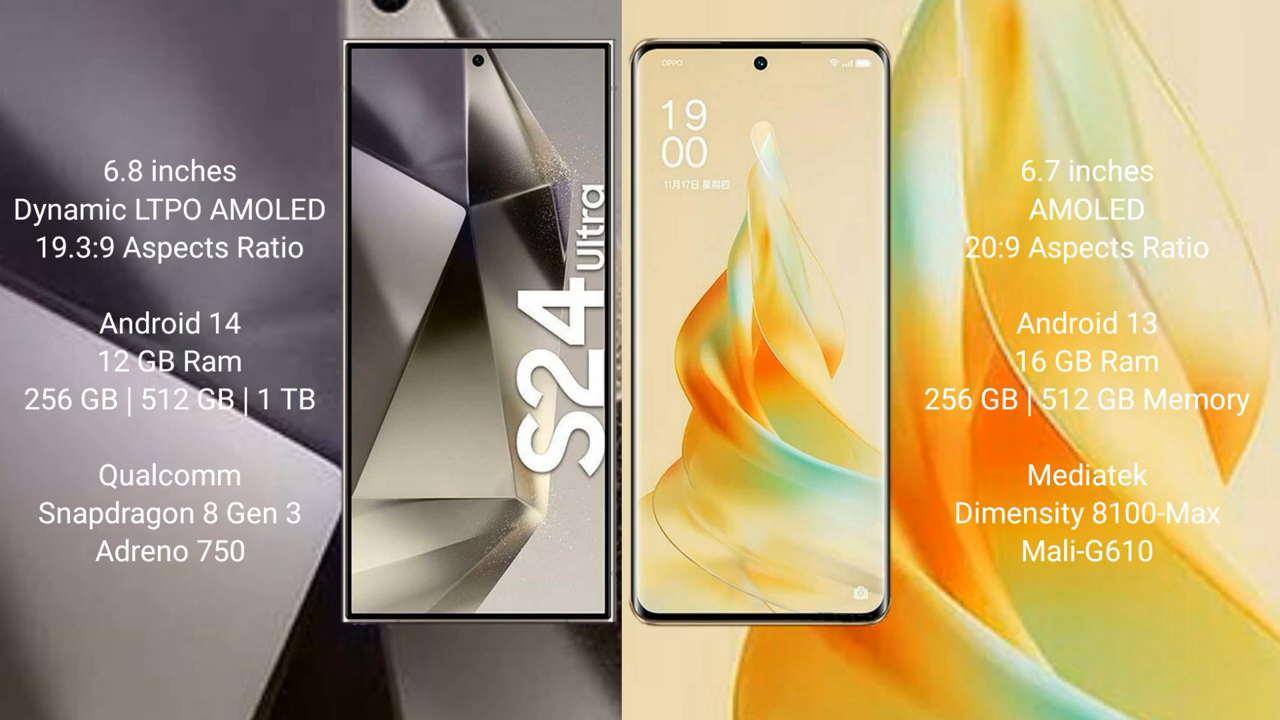 6.8 inches
Dynamic LTPO AMOLED
19.3:9 Aspects Ratio
Android 14
12 GB Ram
256 GB | 512 GB | 1 TB
Qualcomm
Snapdragon 8 Gen 3
Adreno 750
S24 Ultra
OPPO
19
00
11月17日 星期四
6.7 inches
AMOLED
20:9 Aspects Ratio
Android 13
16 GB Ram
256 GB | 512 GB Memory
Mediatek
Dimensity 8100-Max
Mali-G610